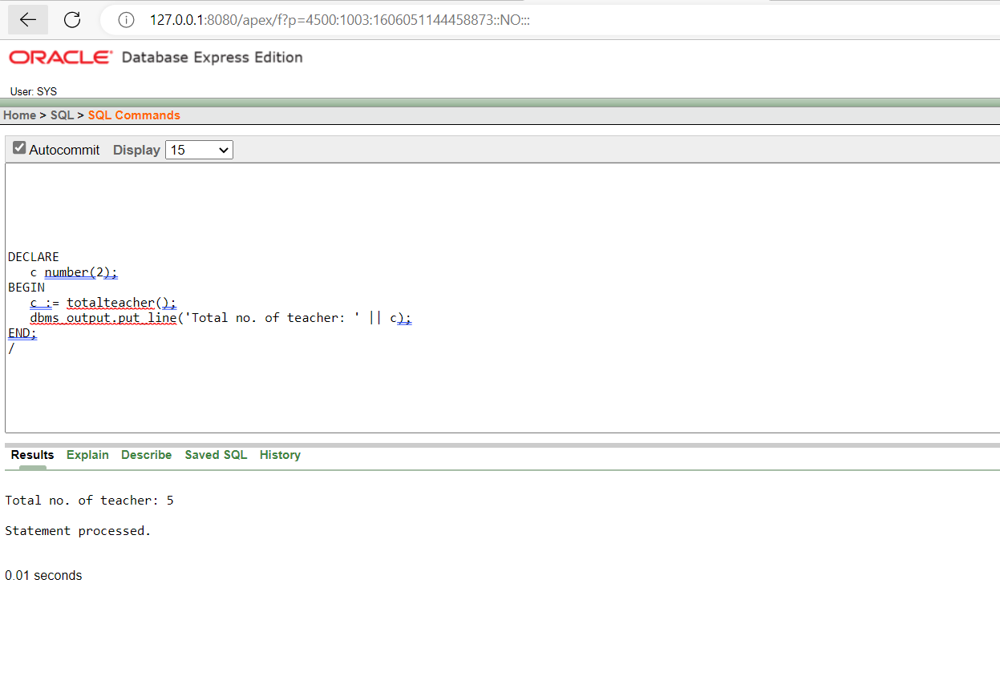 127.0.0.1:8080/apex/f?p=4500:1003:1606051144458873::NO:::
ORACLE Database Express Edition
User: SYS
Home > SQL > SQL Commands
Autocommit Display 15
DECLARE
c number(2);
BEGIN
c := totalteacher();
dbms_output.put_line('Total no. of teacher: ' || c);
END;
/
Results Explain Describe Saved SQL History
Total no. of teacher: 5
Statement processed.
0.01 seconds